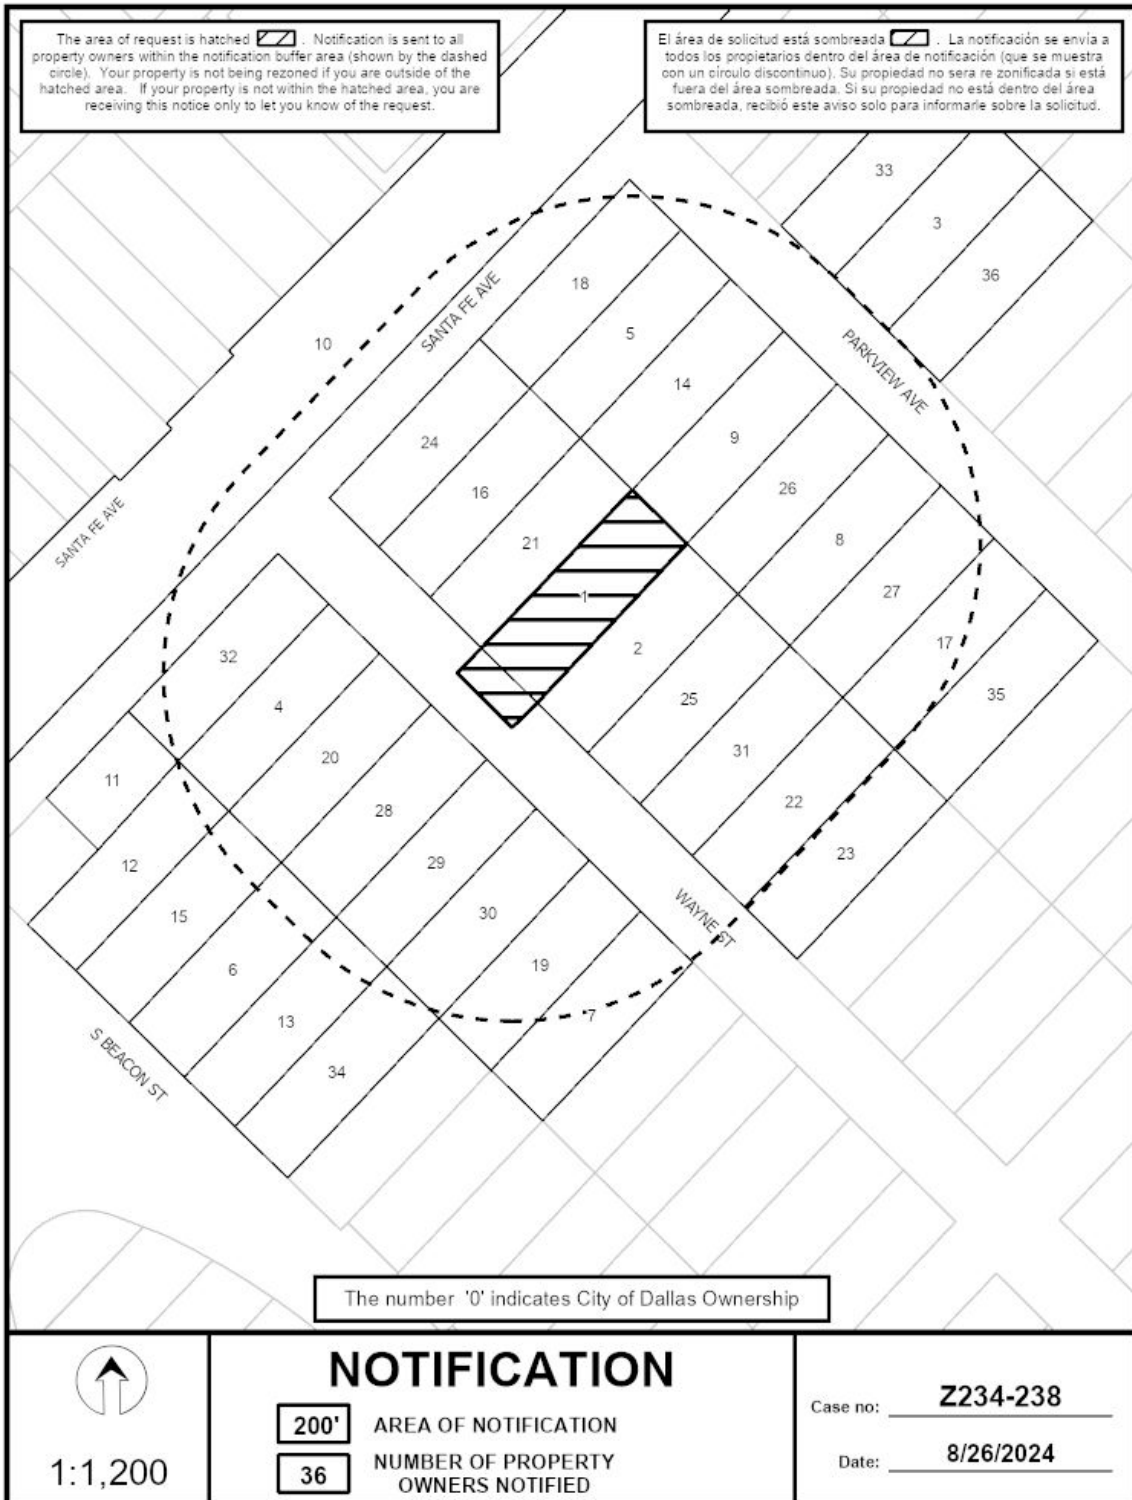 The area of request is hatched . Notification is sent to all
property owners within the notification buffer area (shown by the dashed
circle). Your property is not being rezoned if you are outside of the
hatched area. If your property is not within the hatched area, you are
receiving this notice only to let you know of the request.
El área de solicitud está sombreada . La notificación se envía a
todos los propietarios dentro del área de notificación (que se muestra
con un círculo discontinuo). Su propiedad no sera re zonificada si está
fuera del área sombreada. Si su propiedad no está dentro del área
sombreada, recibió este aviso solo para informarle sobre la solicitud.
33
3
36
18
SANTA FE AVE
5
10
PARKVIEW AVE
14
24
9
16
26
SANTA FE AVE
21
8
27
1
17
2
32
35
25
4
31
20
11
22
28
23
29
12
30
15
WAYNE ST
19
6
7
13
S BEACON ST
34
The number '0' indicates City of Dallas Ownership
1:1,200
NOTIFICATION
200' AREA OF NOTIFICATION
36 NUMBER OF PROPERTY
OWNERS NOTIFIED
Case no: Z234-238
Date: 8/26/2024